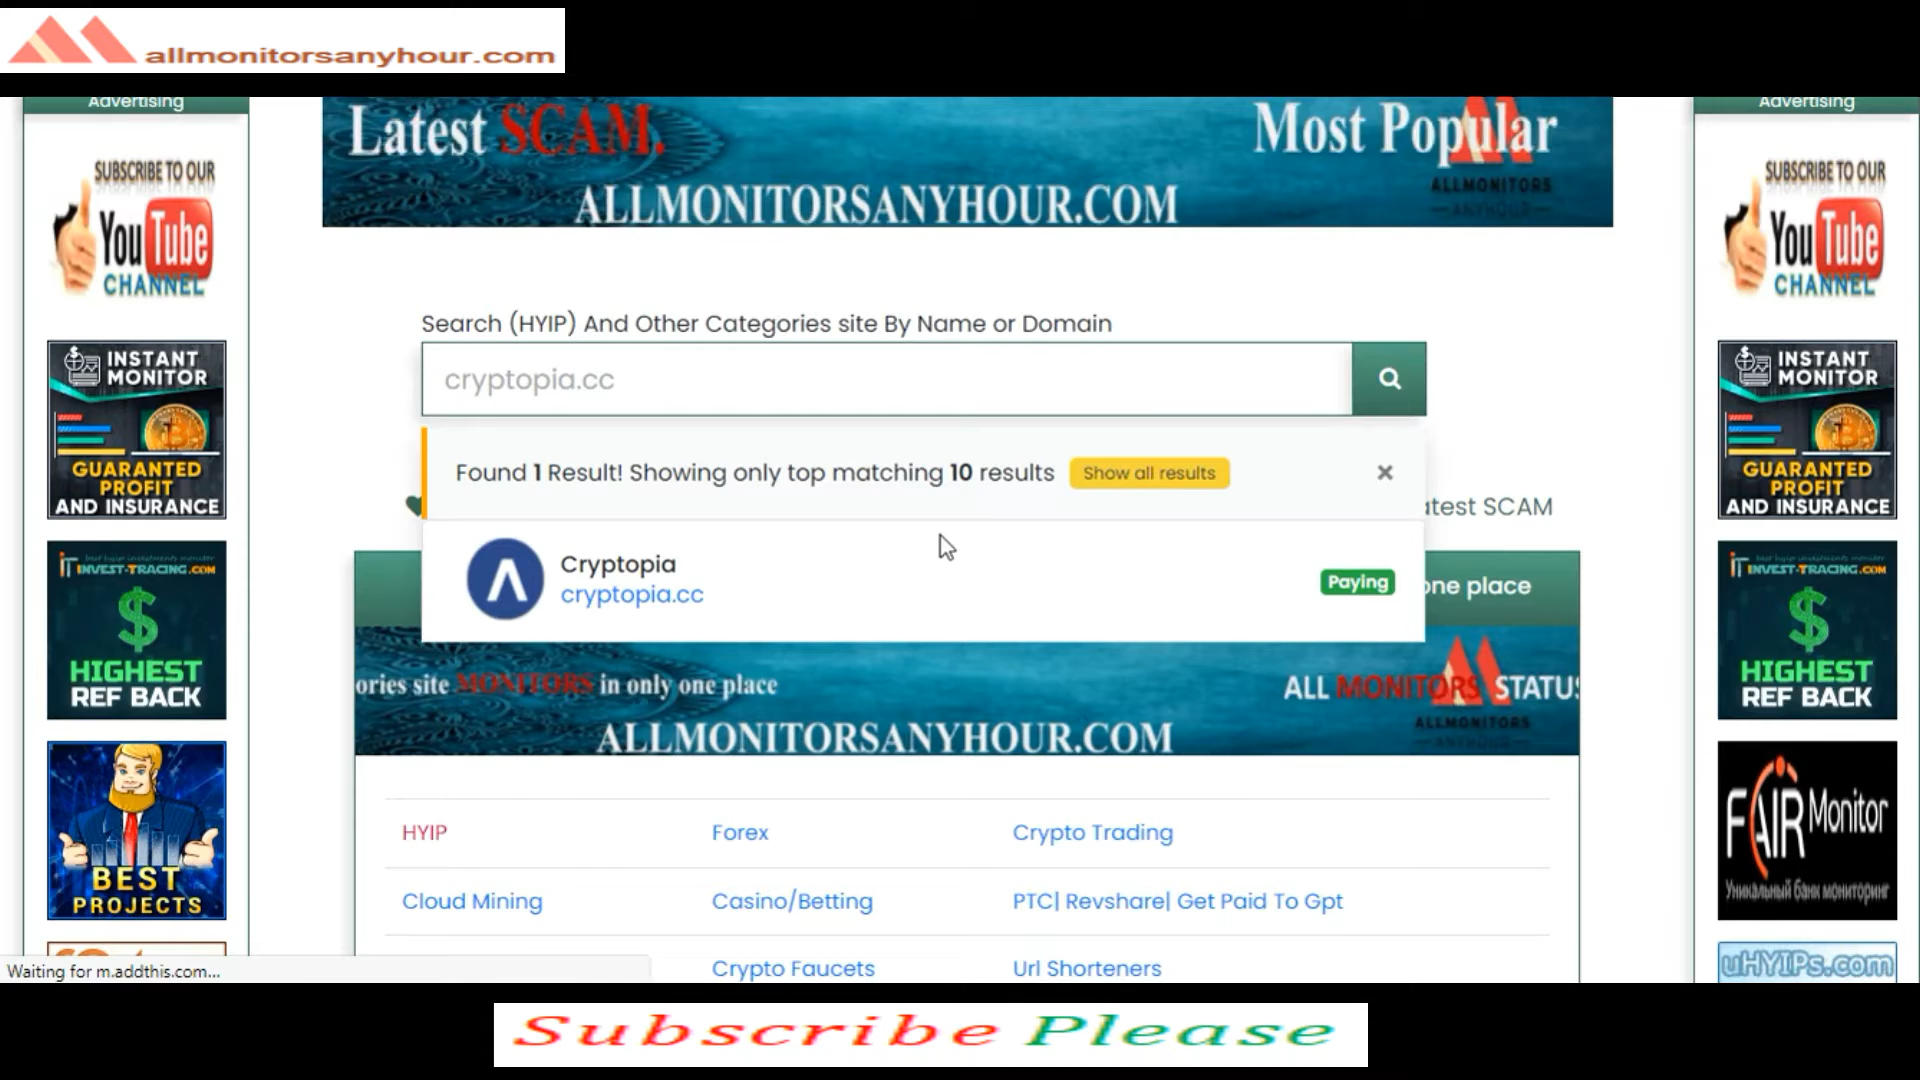 allmonitorsanyhour.com
Advertising
SUBSCRIBE TO OUR
YouTube
CHANNEL
INSTANT
MONITOR
GUARANTED
PROFIT
AND INSURANCE
INVEST-TRACING.COM
HIGHEST
REF BACK
BEST
PROJECTS
Latest SCAM.
Most Popular
ALLMONITORSANYHOUR.COM
ALLMONITORS
ANYHOUR
Search (HYIP) And Other Categories site By Name or Domain
cryptopia.cc
Found 1 Result! Showing only top matching 10 results
Show all results
×
atest SCAM
Cryptopia
cryptopia.cc
Paying
one place
ories site MONITORS in only one place
ALL MONITORS STATUS
ALLMONITORSANYHOUR.COM
ALLMONITORS
HYIP
Forex
Crypto Trading
Cloud Mining
Casino/Betting
PTC| Revshare| Get Paid To Gpt
Crypto Faucets
Url Shorteners
Advertising
SUBSCRIBE TO OUR
YouTube
CHANNEL
INSTANT
MONITOR
GUARANTED
PROFIT
AND INSURANCE
INVEST-TRACING.COM
HIGHEST
REF BACK
FAIR Monitor
Уникальный банк мониторинг
uHYIPs.com
Waiting for m.addthis.com...
Subscribe Please